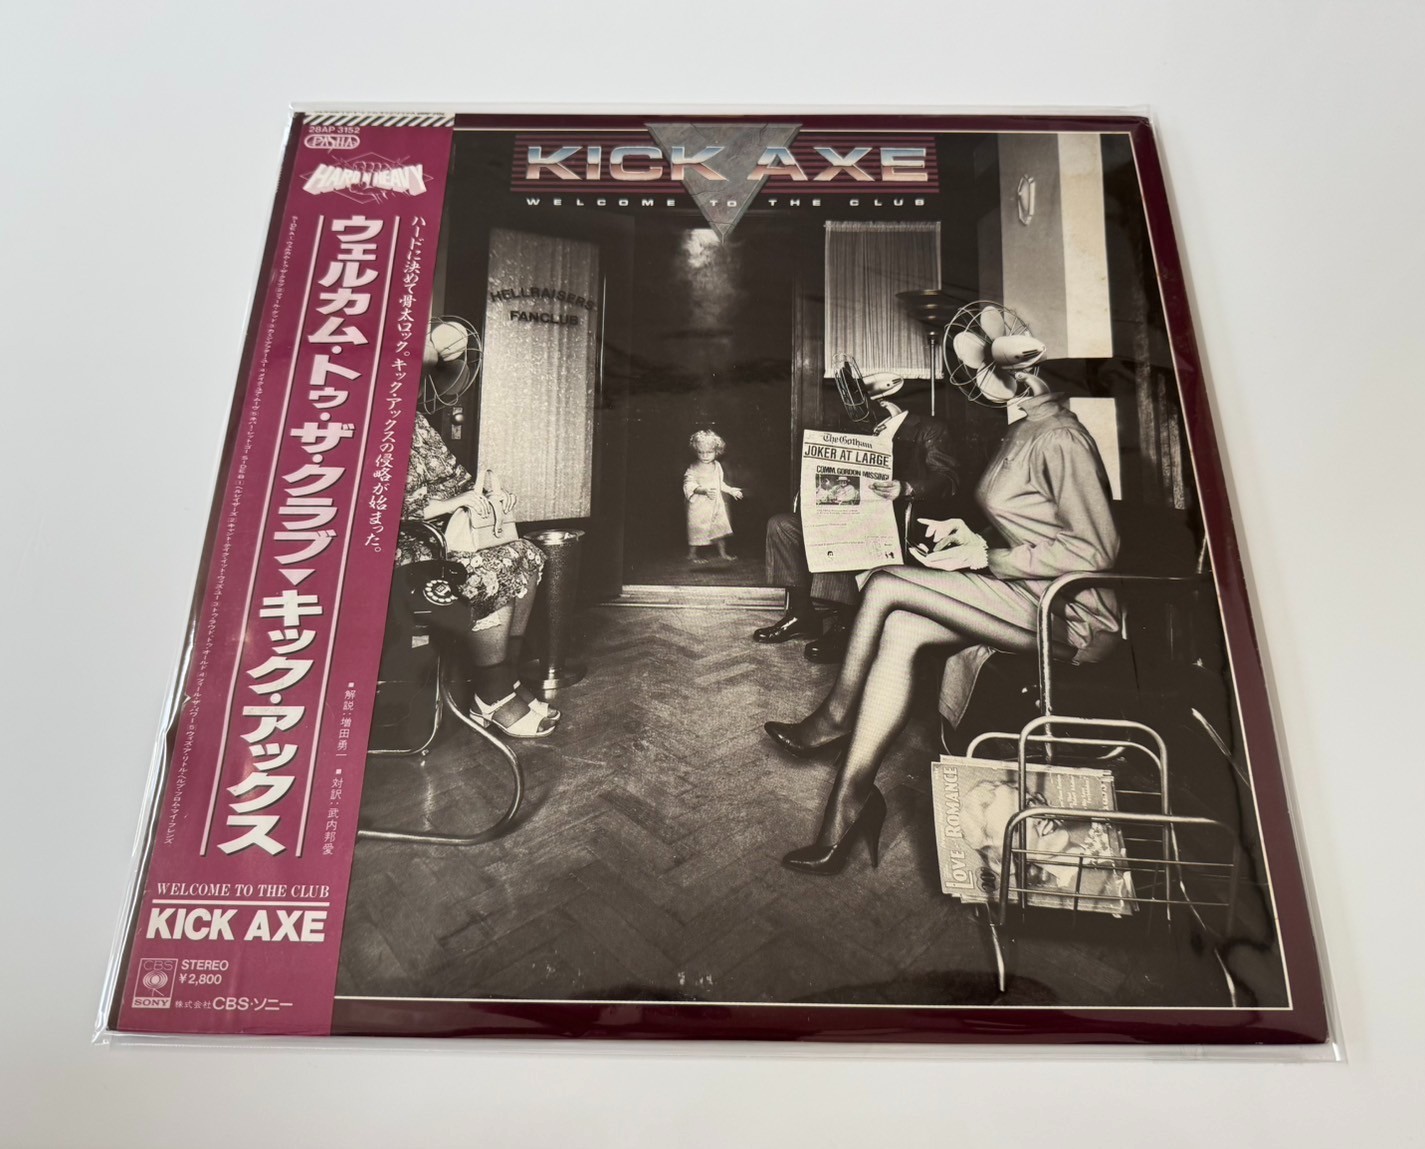 28AP 3152
PASHA
HARD N HEAVY
ハードに決めて骨太ロック。キック・アックスの侵略が始まった。
ウェルカム・トゥ・ザ・クラブ▼キック・アックス
■解説：増田勇一 ■対訳：武内邦愛
WELCOME TO THE CLUB
KICK AXE
CBS
SONY
STEREO
¥2,800
株式会社CBS・ソニー
KICK AXE
WELCOME TO THE CLUB
HELLRAISERS
FANCLUB
The Gotham
JOKER AT LARGE
COMM. GORDON MISSING?
LOVE & ROMANCE